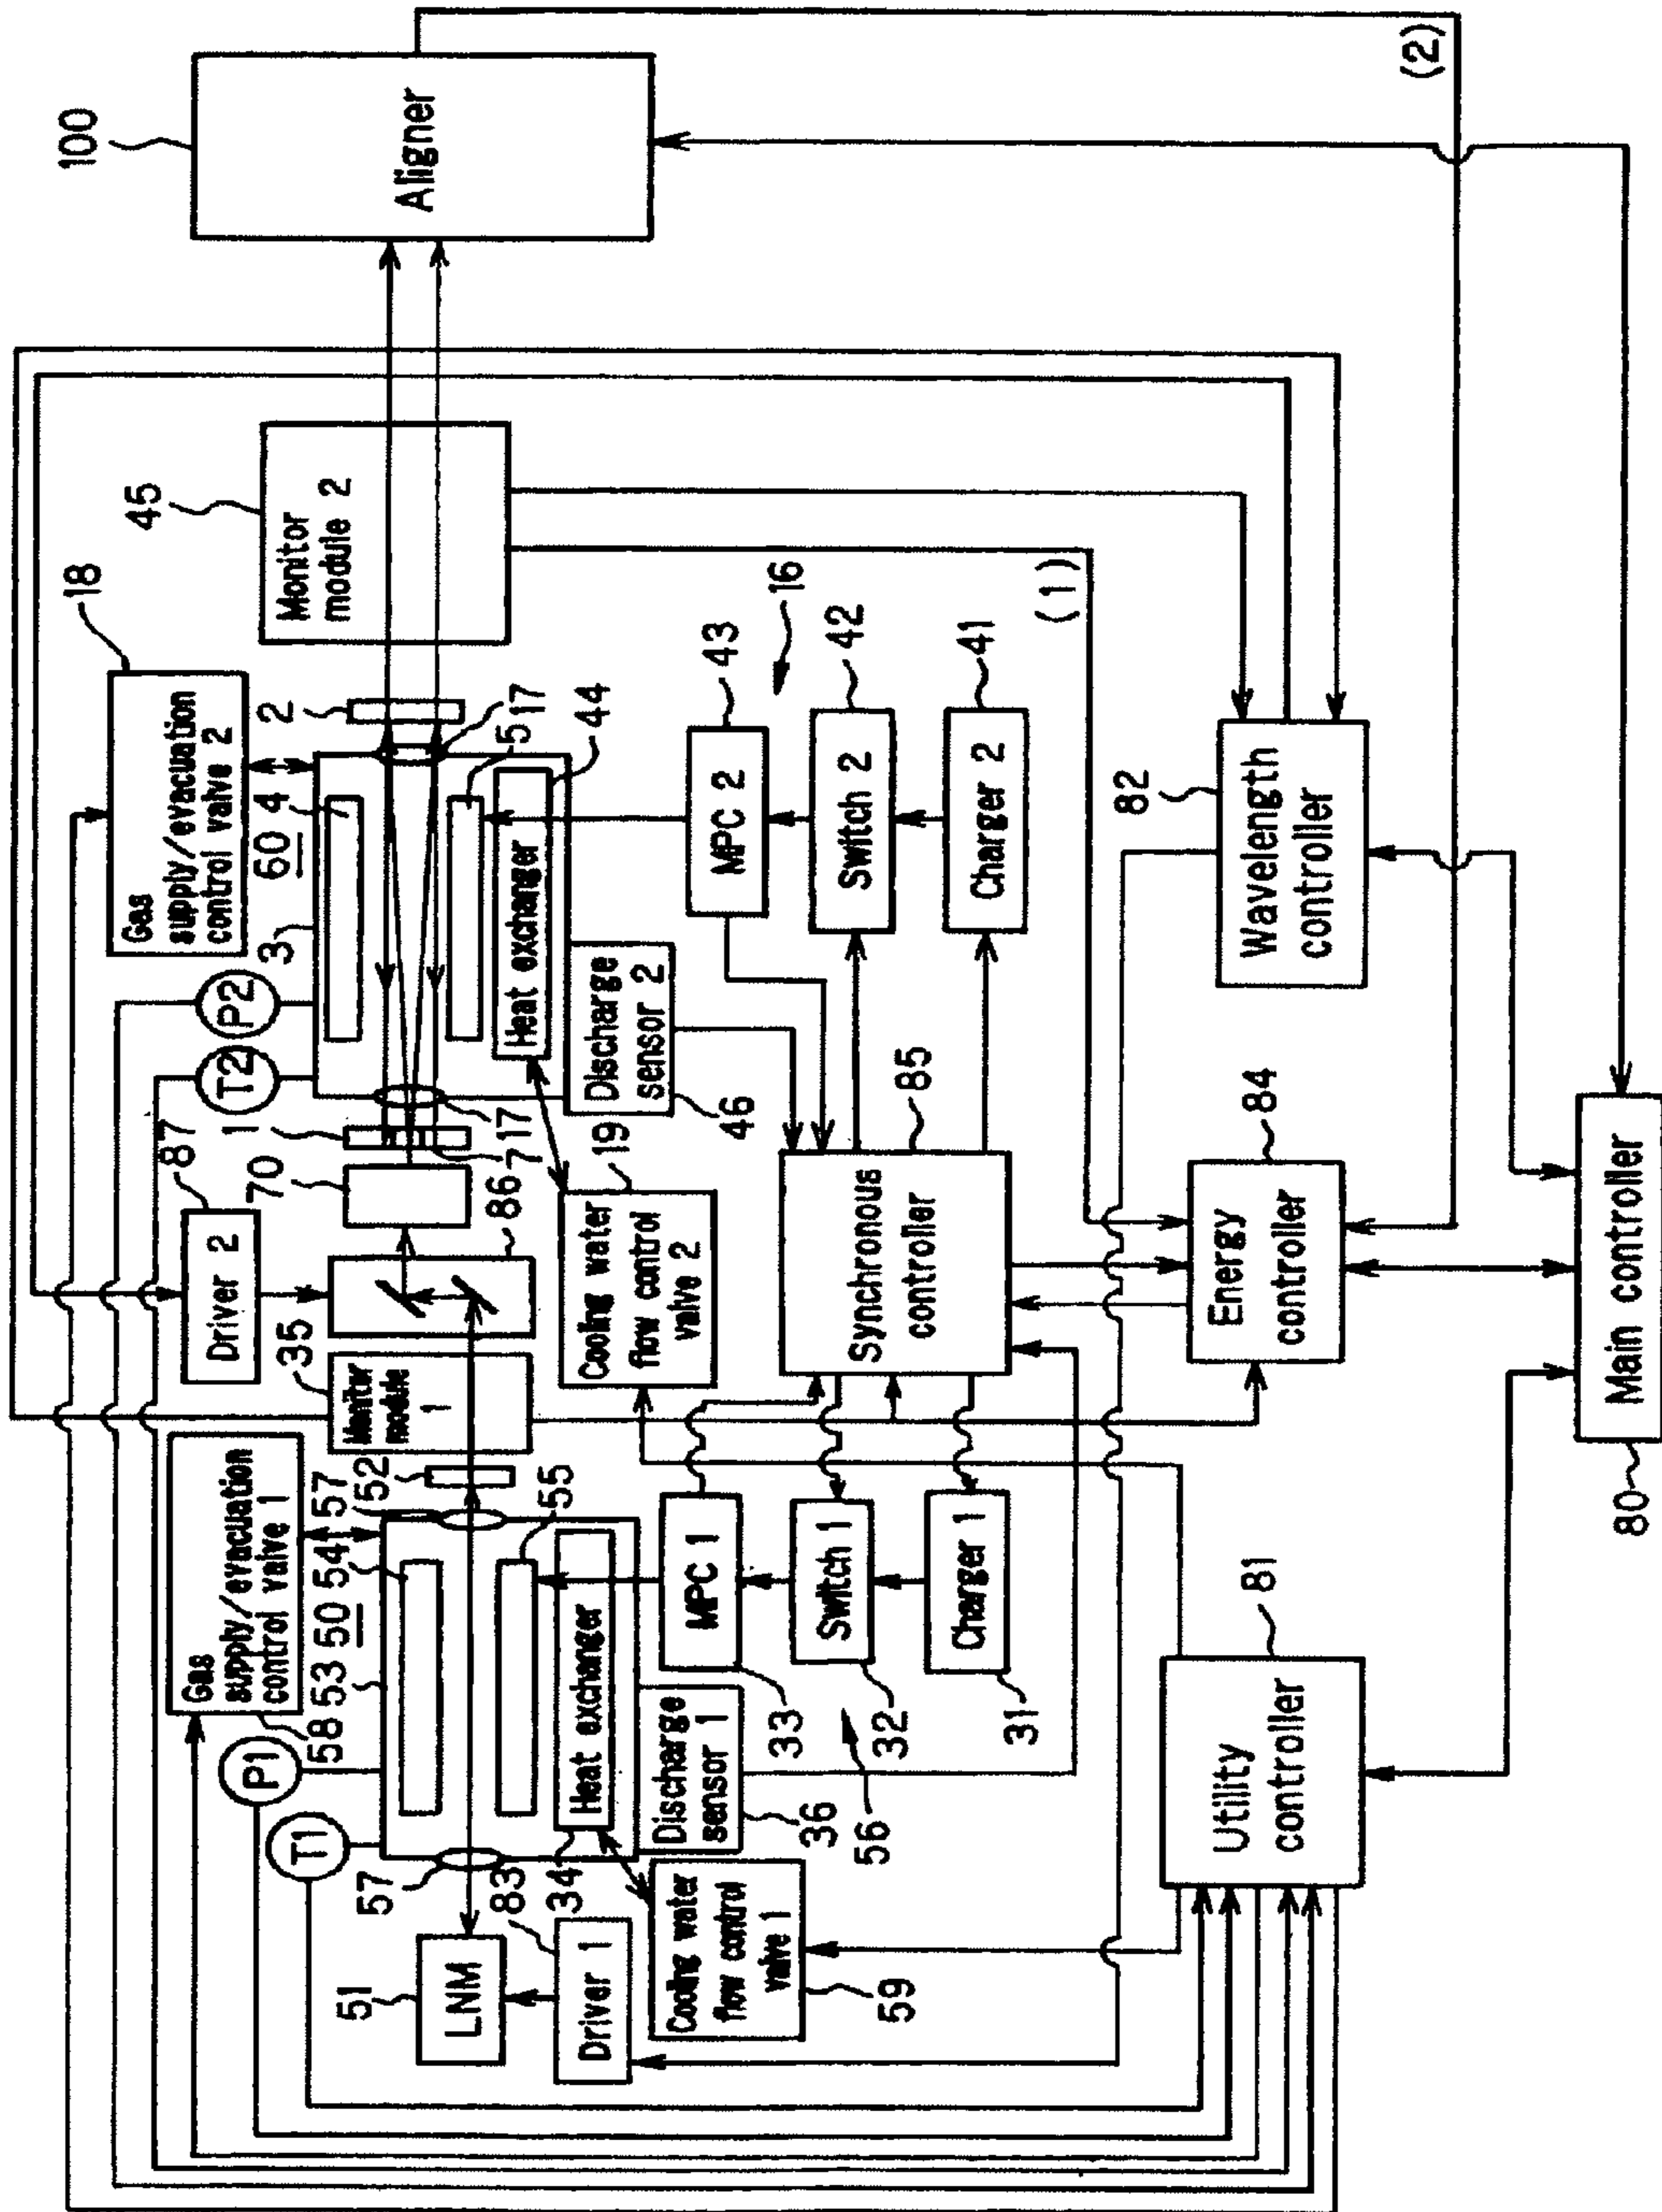 100
Aligner
(2)
45
Monitor
module 2
(1)
18
Gas
supply/evacuation
control valve 2
2
17
5
44
4
60
3
Heat exchanger
Discharge
sensor 2
46
P2
T2
1
17
7
19
Cooling water
flow control
valve 2
87
Driver 2
70
86
35
Monitor
module
1
16
43
MPC 2
42
Switch 2
41
Charger 2
85
Synchronous
controller
82
Wavelength
controller
84
Energy
controller
80
Main controller
Gas
supply/evacuation
control valve 1
58
57
52
54
50
53
55
P1
T1
57
Heat exchanger
34
Discharge
sensor 1
36
MPC 1
33
Switch 1
32
Charger 1
31
56
51
LNM
83
Driver 1
Cooling water
flow control
valve 1
59
81
Utility
controller